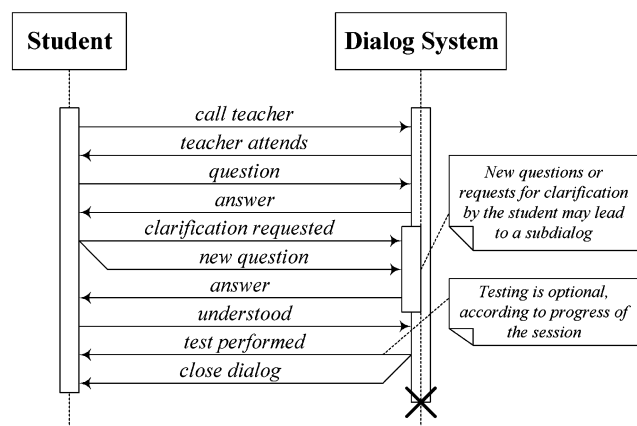 Student
Dialog System
call teacher
teacher attends
question
answer
clarification requested
new question
answer
understood
test performed
close dialog
New questions or
requests for clarification
by the student may lead
to a subdialog
Testing is optional,
according to progress of
the session